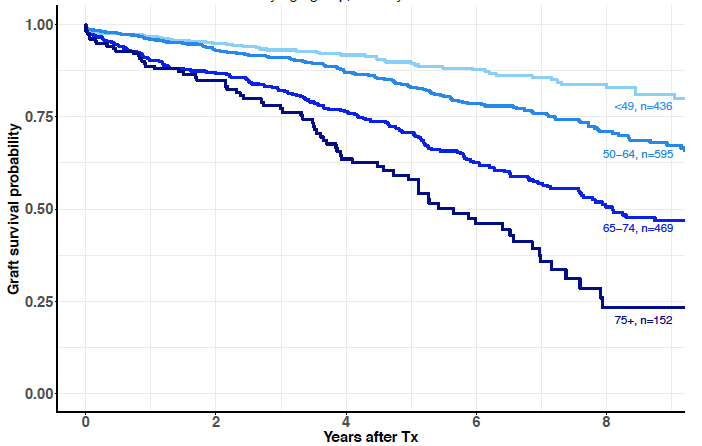 1.00
0.75
0.50
0.25
0.00
Graft survival probability
<49, n=436
50–64, n=595
65–74, n=469
75+, n=152
0 2 4 6 8
Years after Tx